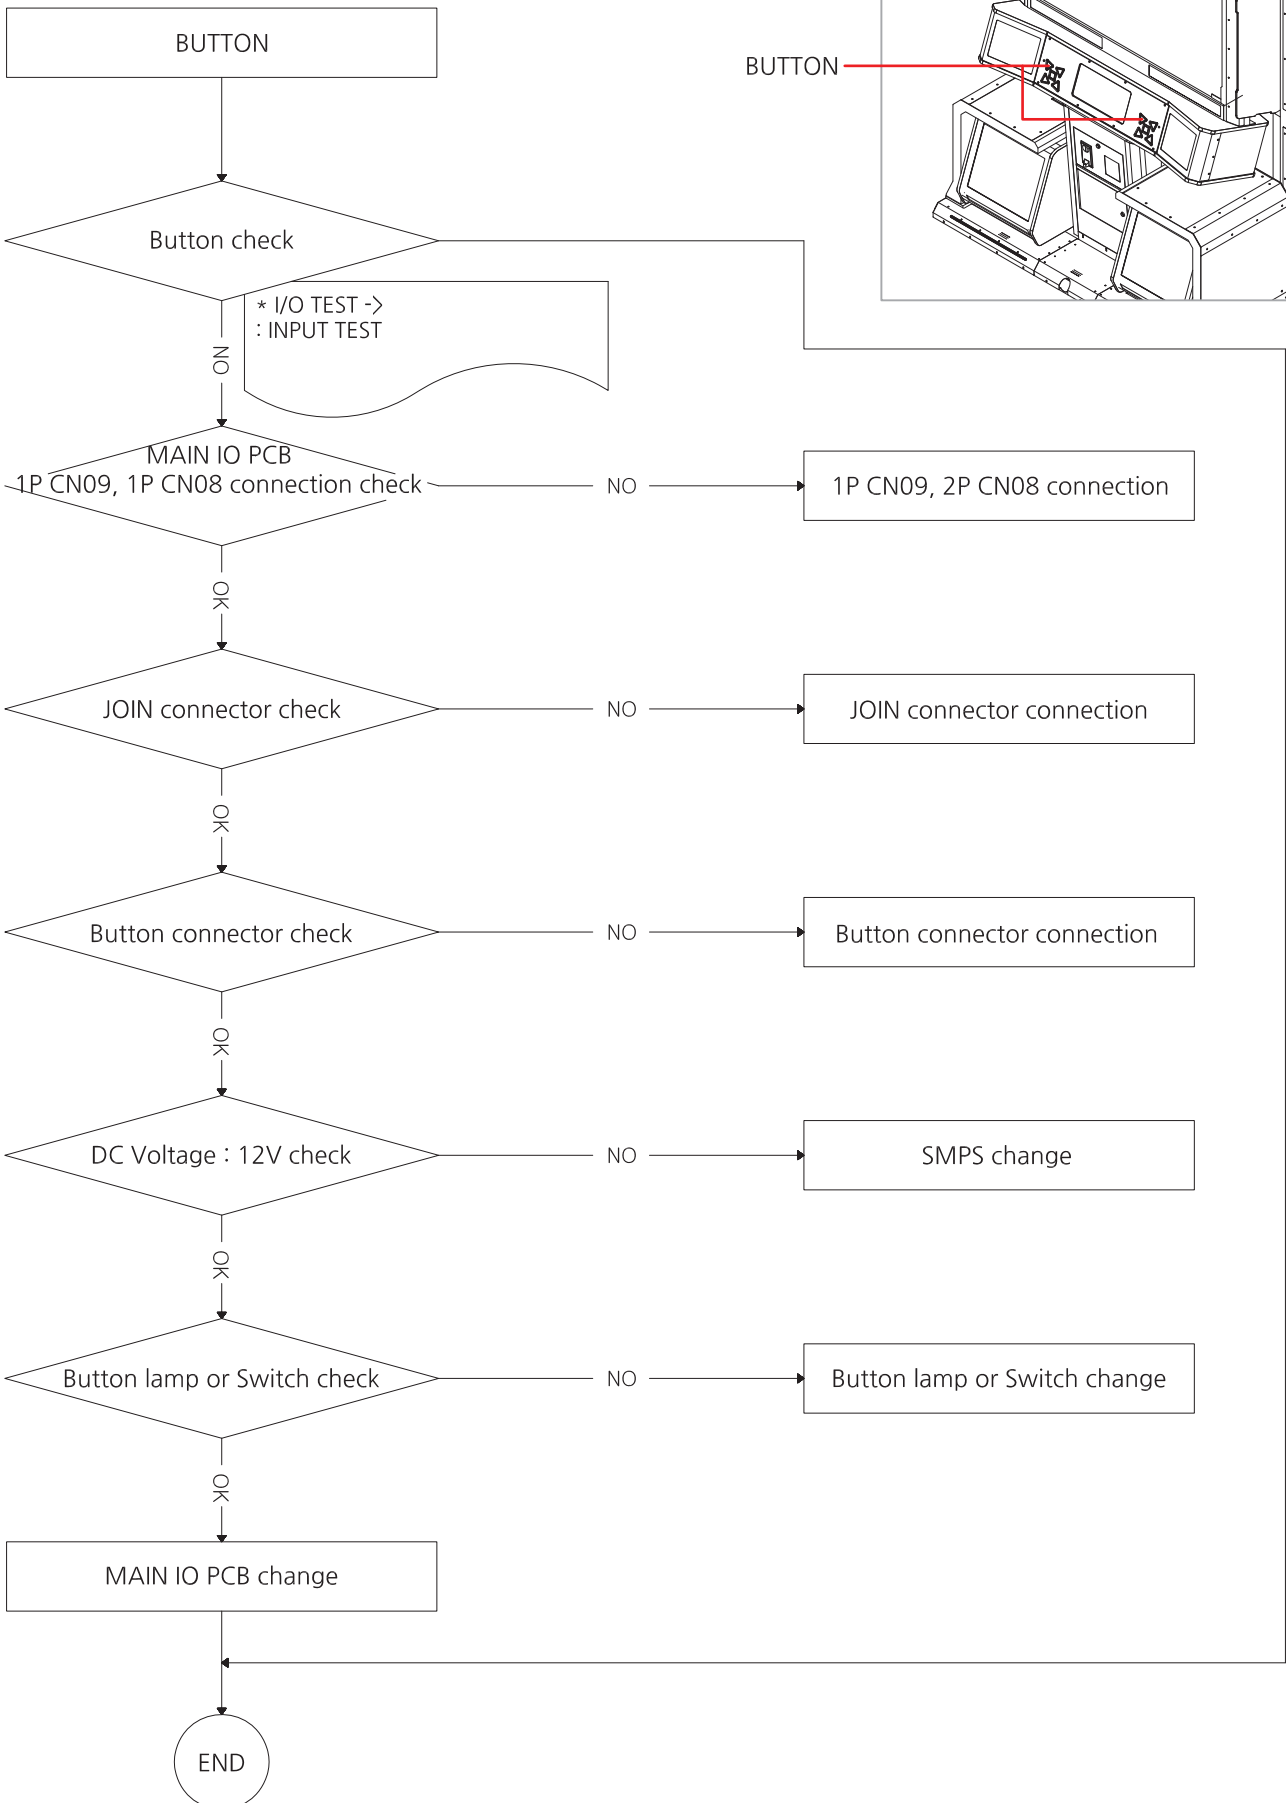 BUTTON
BUTTON
Button check
* I/O TEST ->
: INPUT TEST
NO
MAIN IO PCB
1P CN09, 1P CN08 connection check
NO
1P CN09, 2P CN08 connection
OK
JOIN connector check
NO
JOIN connector connection
OK
Button connector check
NO
Button connector connection
OK
DC Voltage : 12V check
NO
SMPS change
OK
Button lamp or Switch check
NO
Button lamp or Switch change
OK
MAIN IO PCB change
END